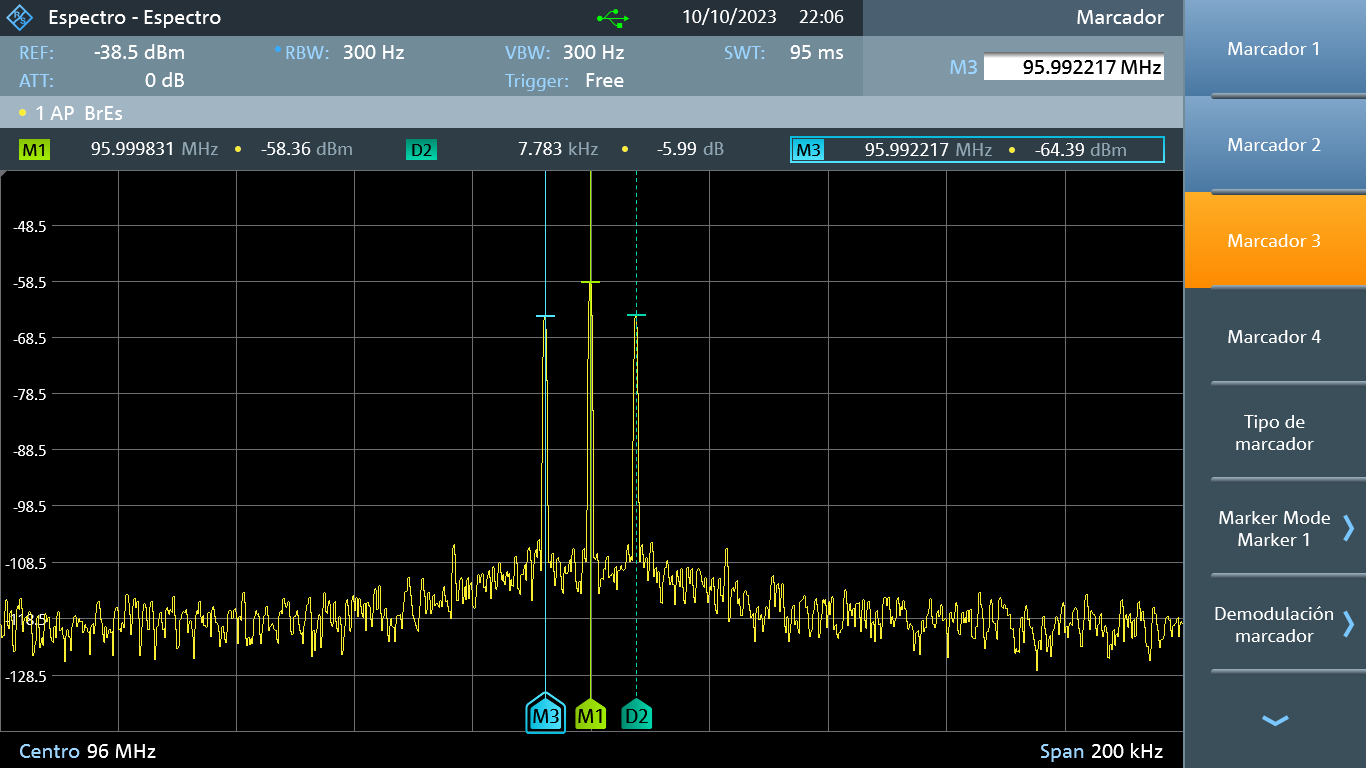 Espectro - Espectro 10/10/2023 22:06 Marcador
REF: -38.5 dBm RBW: 300 Hz VBW: 300 Hz SWT: 95 ms
ATT: 0 dB Trigger: Free
M3 95.992217 MHz
1 AP BrEs
M1 95.999831 MHz • -58.36 dBm D2 7.783 kHz • -5.99 dB M3 95.992217 MHz • -64.39 dBm
-48.5
-58.5
-68.5
-78.5
-88.5
-98.5
-108.5
-118.5
-128.5
M3 M1 D2
Centro 96 MHz Span 200 kHz
Marcador 1
Marcador 2
Marcador 3
Marcador 4
Tipo de
marcador
Marker Mode
Marker 1
Demodulación
marcador